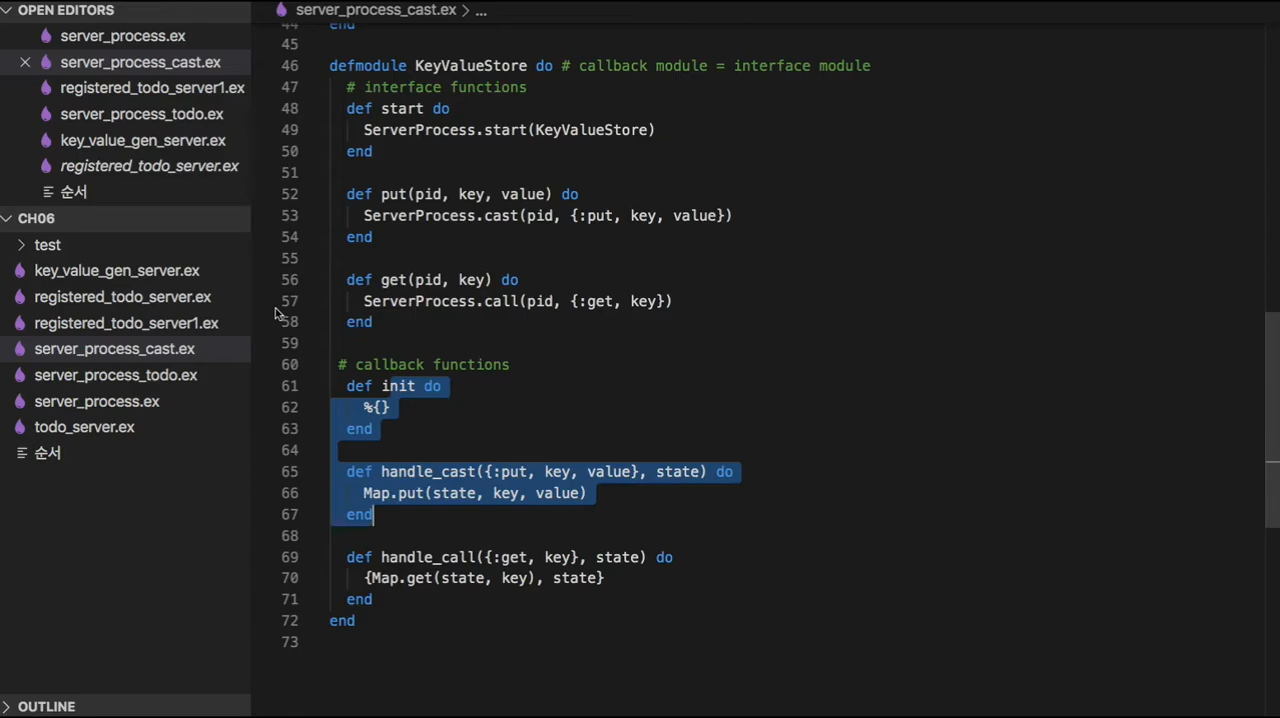 OPEN EDITORS
server_process.ex
server_process_cast.ex
registered_todo_server1.ex
server_process_todo.ex
key_value_gen_server.ex
registered_todo_server.ex
순서
CH06
test
key_value_gen_server.ex
registered_todo_server.ex
registered_todo_server1.ex
server_process_cast.ex
server_process_todo.ex
server_process.ex
todo_server.ex
순서
OUTLINE
server_process_cast.ex > ...
44 end
45
46 defmodule KeyValueStore do # callback module = interface module
47 # interface functions
48 def start do
49 ServerProcess.start(KeyValueStore)
50 end
51
52 def put(pid, key, value) do
53 ServerProcess.cast(pid, {:put, key, value})
54 end
55
56 def get(pid, key) do
57 ServerProcess.call(pid, {:get, key})
58 end
59
60 # callback functions
61 def init do
62 %{}
63 end
64
65 def handle_cast({:put, key, value}, state) do
66 Map.put(state, key, value)
67 end
68
69 def handle_call({:get, key}, state) do
70 {Map.get(state, key), state}
71 end
72 end
73